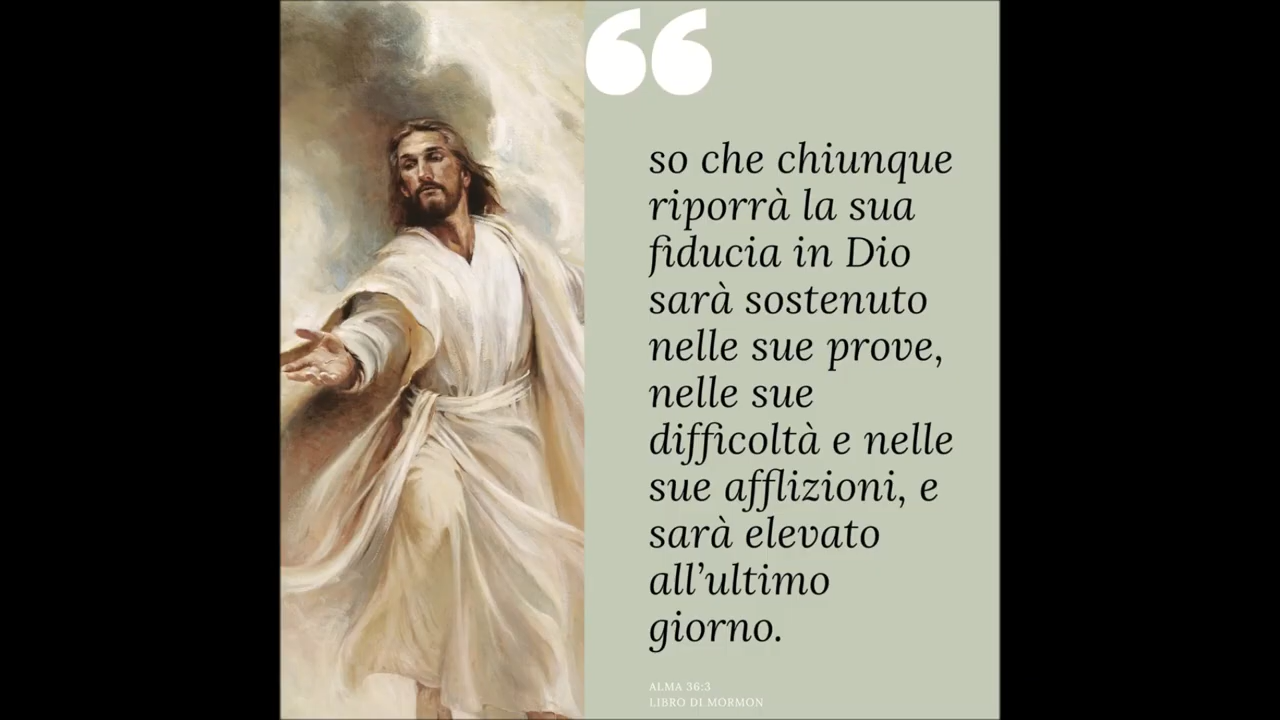 “
so che chiunque
riporrà la sua
fiducia in Dio
sarà sostenuto
nelle sue prove,
nelle sue
difficoltà e nelle
sue afflizioni, e
sarà elevato
all’ultimo
giorno.
ALMA 36:3
LIBRO DI MORMON